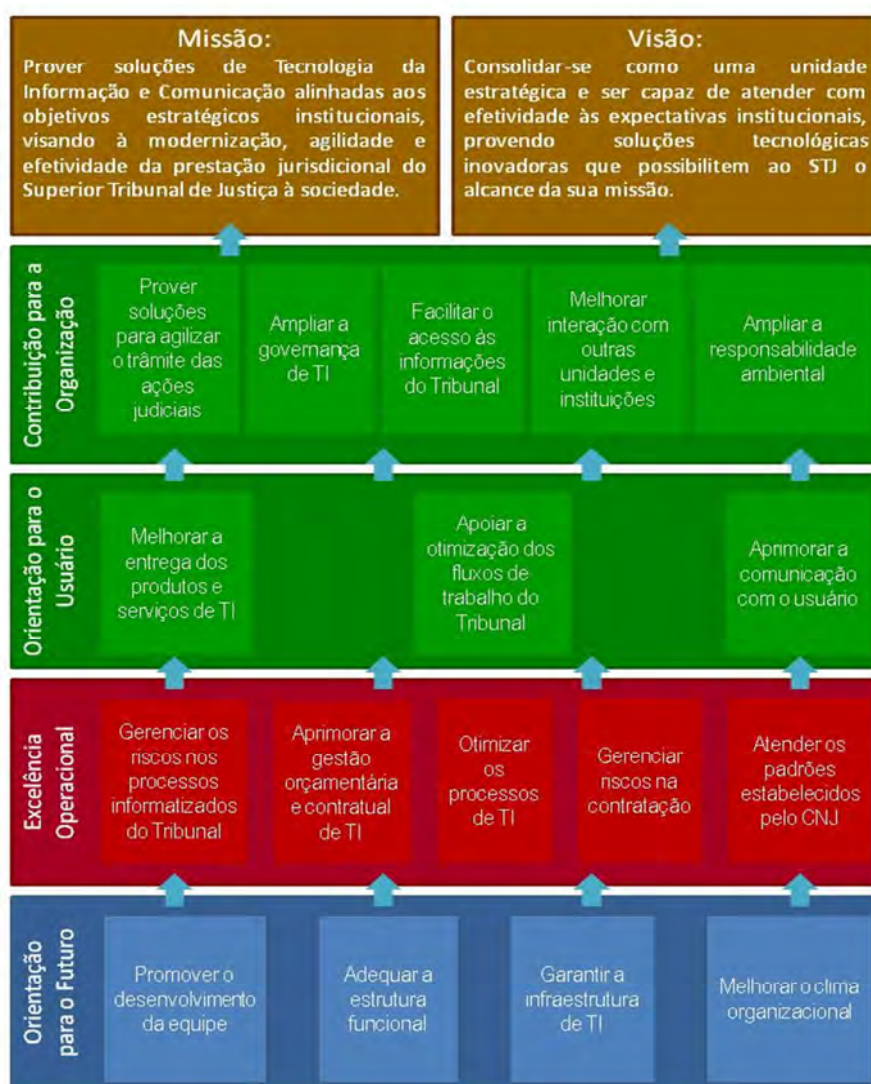 Missão:
Prover soluções de Tecnologia da
Informação e Comunicação alinhadas aos
objetivos estratégicos institucionais,
visando à modernização, agilidade e
efetividade da prestação jurisdicional do
Superior Tribunal de Justiça à sociedade.
Visão:
Consolidar-se como uma unidade
estratégica e ser capaz de atender com
efetividade às expectativas institucionais,
provendo soluções tecnológicas
inovadoras que possibilitem ao STJ o
alcance da sua missão.
Contribuição para a
Organização
Prover
soluções
para agilizar
o trâmite das
ações
judiciais
Ampliar a
governança
de TI
Facilitar o
acesso às
informações
do Tribunal
Melhorar
interação com
outras
unidades e
instituições
Ampliar a
responsabilidade
ambiental
Orientação para o
Usuário
Melhorar a
entrega dos
produtos e
serviços de TI
Apoiar a
otimização dos
fluxos de
trabalho do
Tribunal
Aprimorar a
comunicação
com o usuário
Excelência
Operacional
Gerenciar os
riscos nos
processos
informatizados
do Tribunal
Aprimorar a
gestão
orçamentária
e contratual
de TI
Otimizar
os
processos
de TI
Gerenciar
riscos na
contratação
Atender os
padrões
estabelecidos
pelo CNJ
Orientação
para o Futuro
Promover o
desenvolvimento
da equipe
Adequar a
estrutura
funcional
Garantir a
infraestrutura
de TI
Melhorar o clima
organizacional